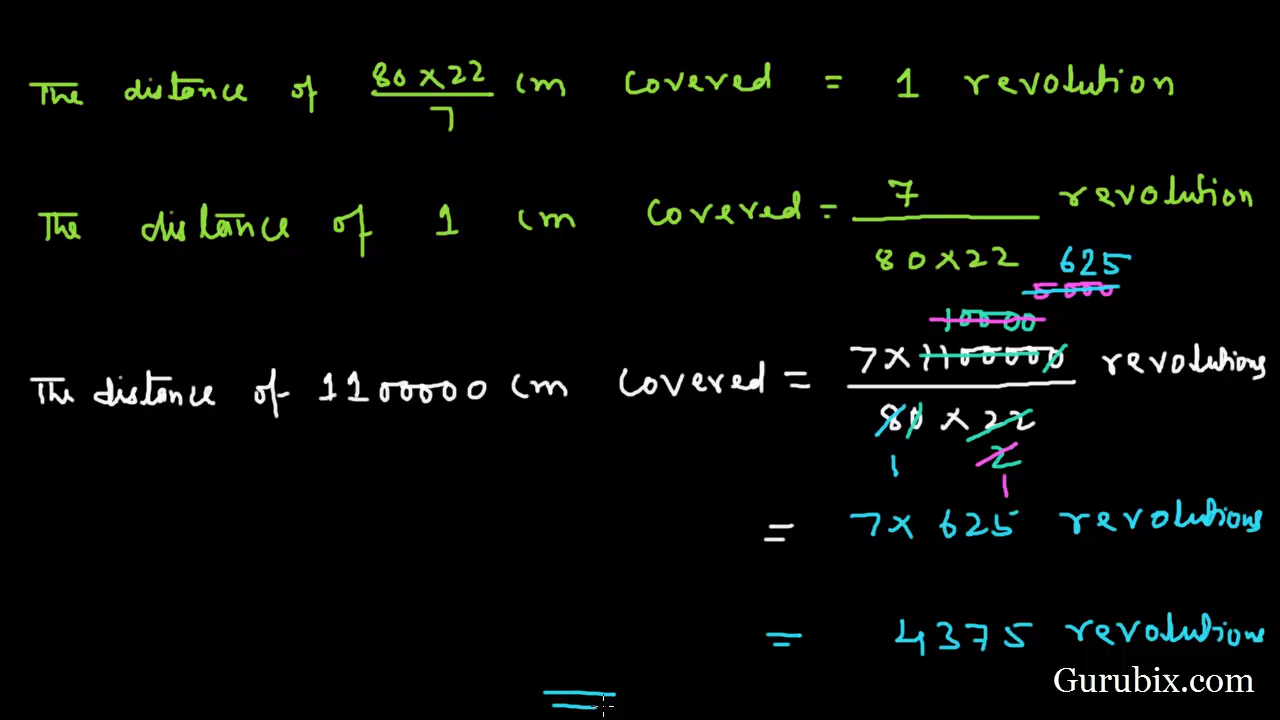 The distance of 80 × 22 / 7 cm covered = 1 revolution
The distance of 1 cm covered = 7 / 80 × 22 revolution
625
5000
10000
The distance of 1100000 cm covered = 7 × 1100000 / 80 × 22 revolutions
1 2
1
= 7 × 625 revolutions
= 4375 revolutions
Gurubix.com